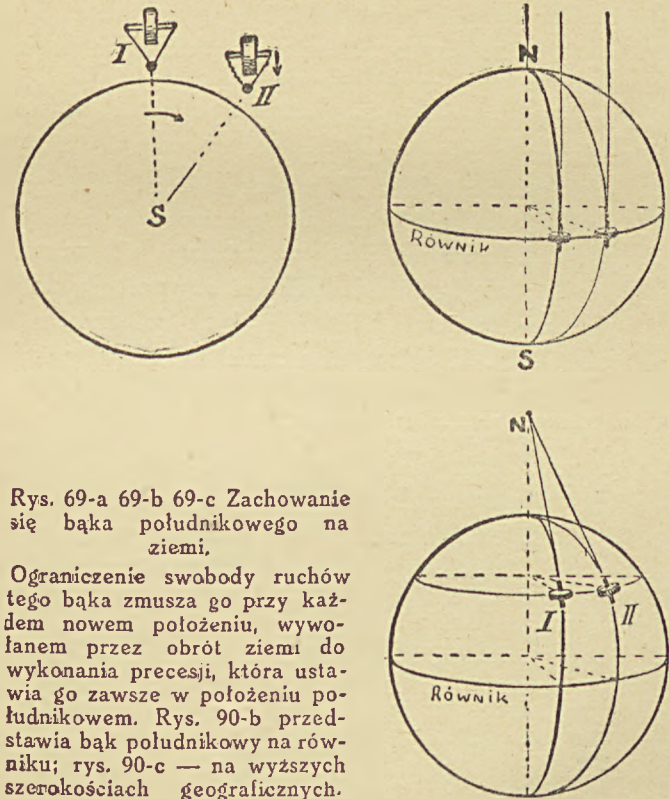 I
II
S
N
RÓWNIK
S
N
I
II
RÓWNIK
Rys. 69-a 69-b 69-c Zachowanie
się bąka południkowego na
ziemi.
Ograniczenie swobody ruchów
tego bąka zmusza go przy każ-
dem nowem położeniu, wywo-
łanem przez obrót ziemi do
wykonania precesji, która usta-
wia go zawsze w położeniu po-
łudnikowem. Rys. 90-b przed-
stawia bąk południkowy na rów-
niku; rys. 90-c — na wyższych
szerokościach geograficznych.